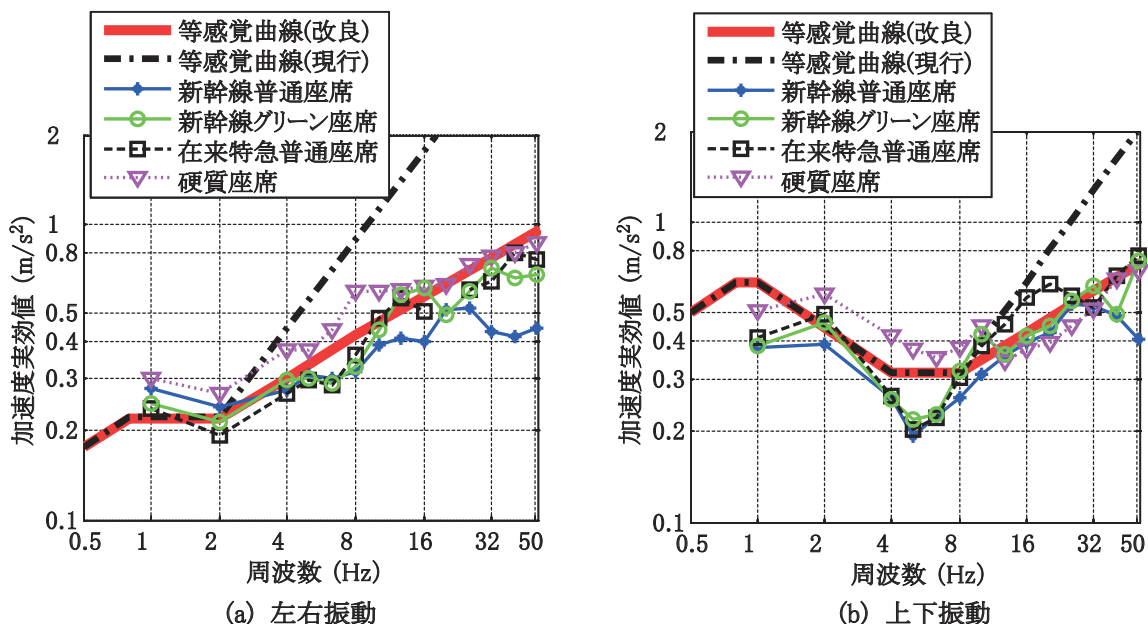 等感覚曲線(改良)
等感覚曲線(現行)
新幹線普通座席
新幹線グリーン座席
在来特急普通座席
硬質座席
2
1
0.8
0.5
0.4
0.3
0.2
0.1
加速度実効値 (m/s²)
0.5 1 2 4 8 16 32 50
周波数 (Hz)
(a) 左右振動
等感覚曲線(改良)
等感覚曲線(現行)
新幹線普通座席
新幹線グリーン座席
在来特急普通座席
硬質座席
2
1
0.8
0.5
0.4
0.3
0.2
0.1
加速度実効値 (m/s²)
0.5 1 2 4 8 16 32 50
周波数 (Hz)
(b) 上下振動